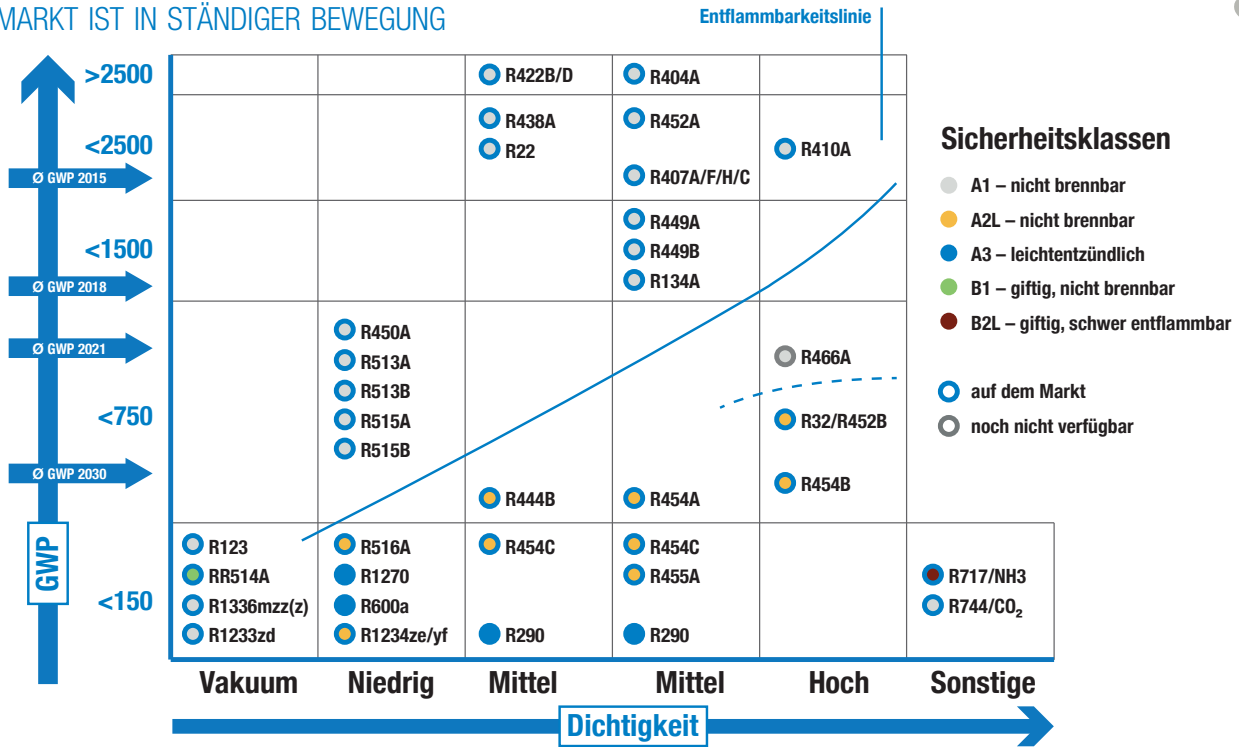 MARKT IST IN STÄNDIGER BEWEGUNG
Entflammbarkeitslinie
>2500
R422B/D
R404A
<2500
R438A
R452A
R22
R410A
Ø GWP 2015
R407A/F/H/C
<1500
R449A
R449B
R134A
Ø GWP 2018
Ø GWP 2021
R450A
R513A
R466A
<750
R513B
R515A
R32/R452B
R515B
Ø GWP 2030
R454B
R444B
R454A
GWP
<150
R123
R516A
R454C
R454C
RR514A
R1270
R455A
R717/NH3
R1336mzz(z)
R600a
R744/CO₂
R1233zd
R1234ze/yf
R290
R290
Vakuum
Niedrig
Mittel
Mittel
Hoch
Sonstige
Dichtigkeit
Sicherheitsklassen
A1 – nicht brennbar
A2L – nicht brennbar
A3 – leichtentzündlich
B1 – giftig, nicht brennbar
B2L – giftig, schwer entflammbar
auf dem Markt
noch nicht verfügbar